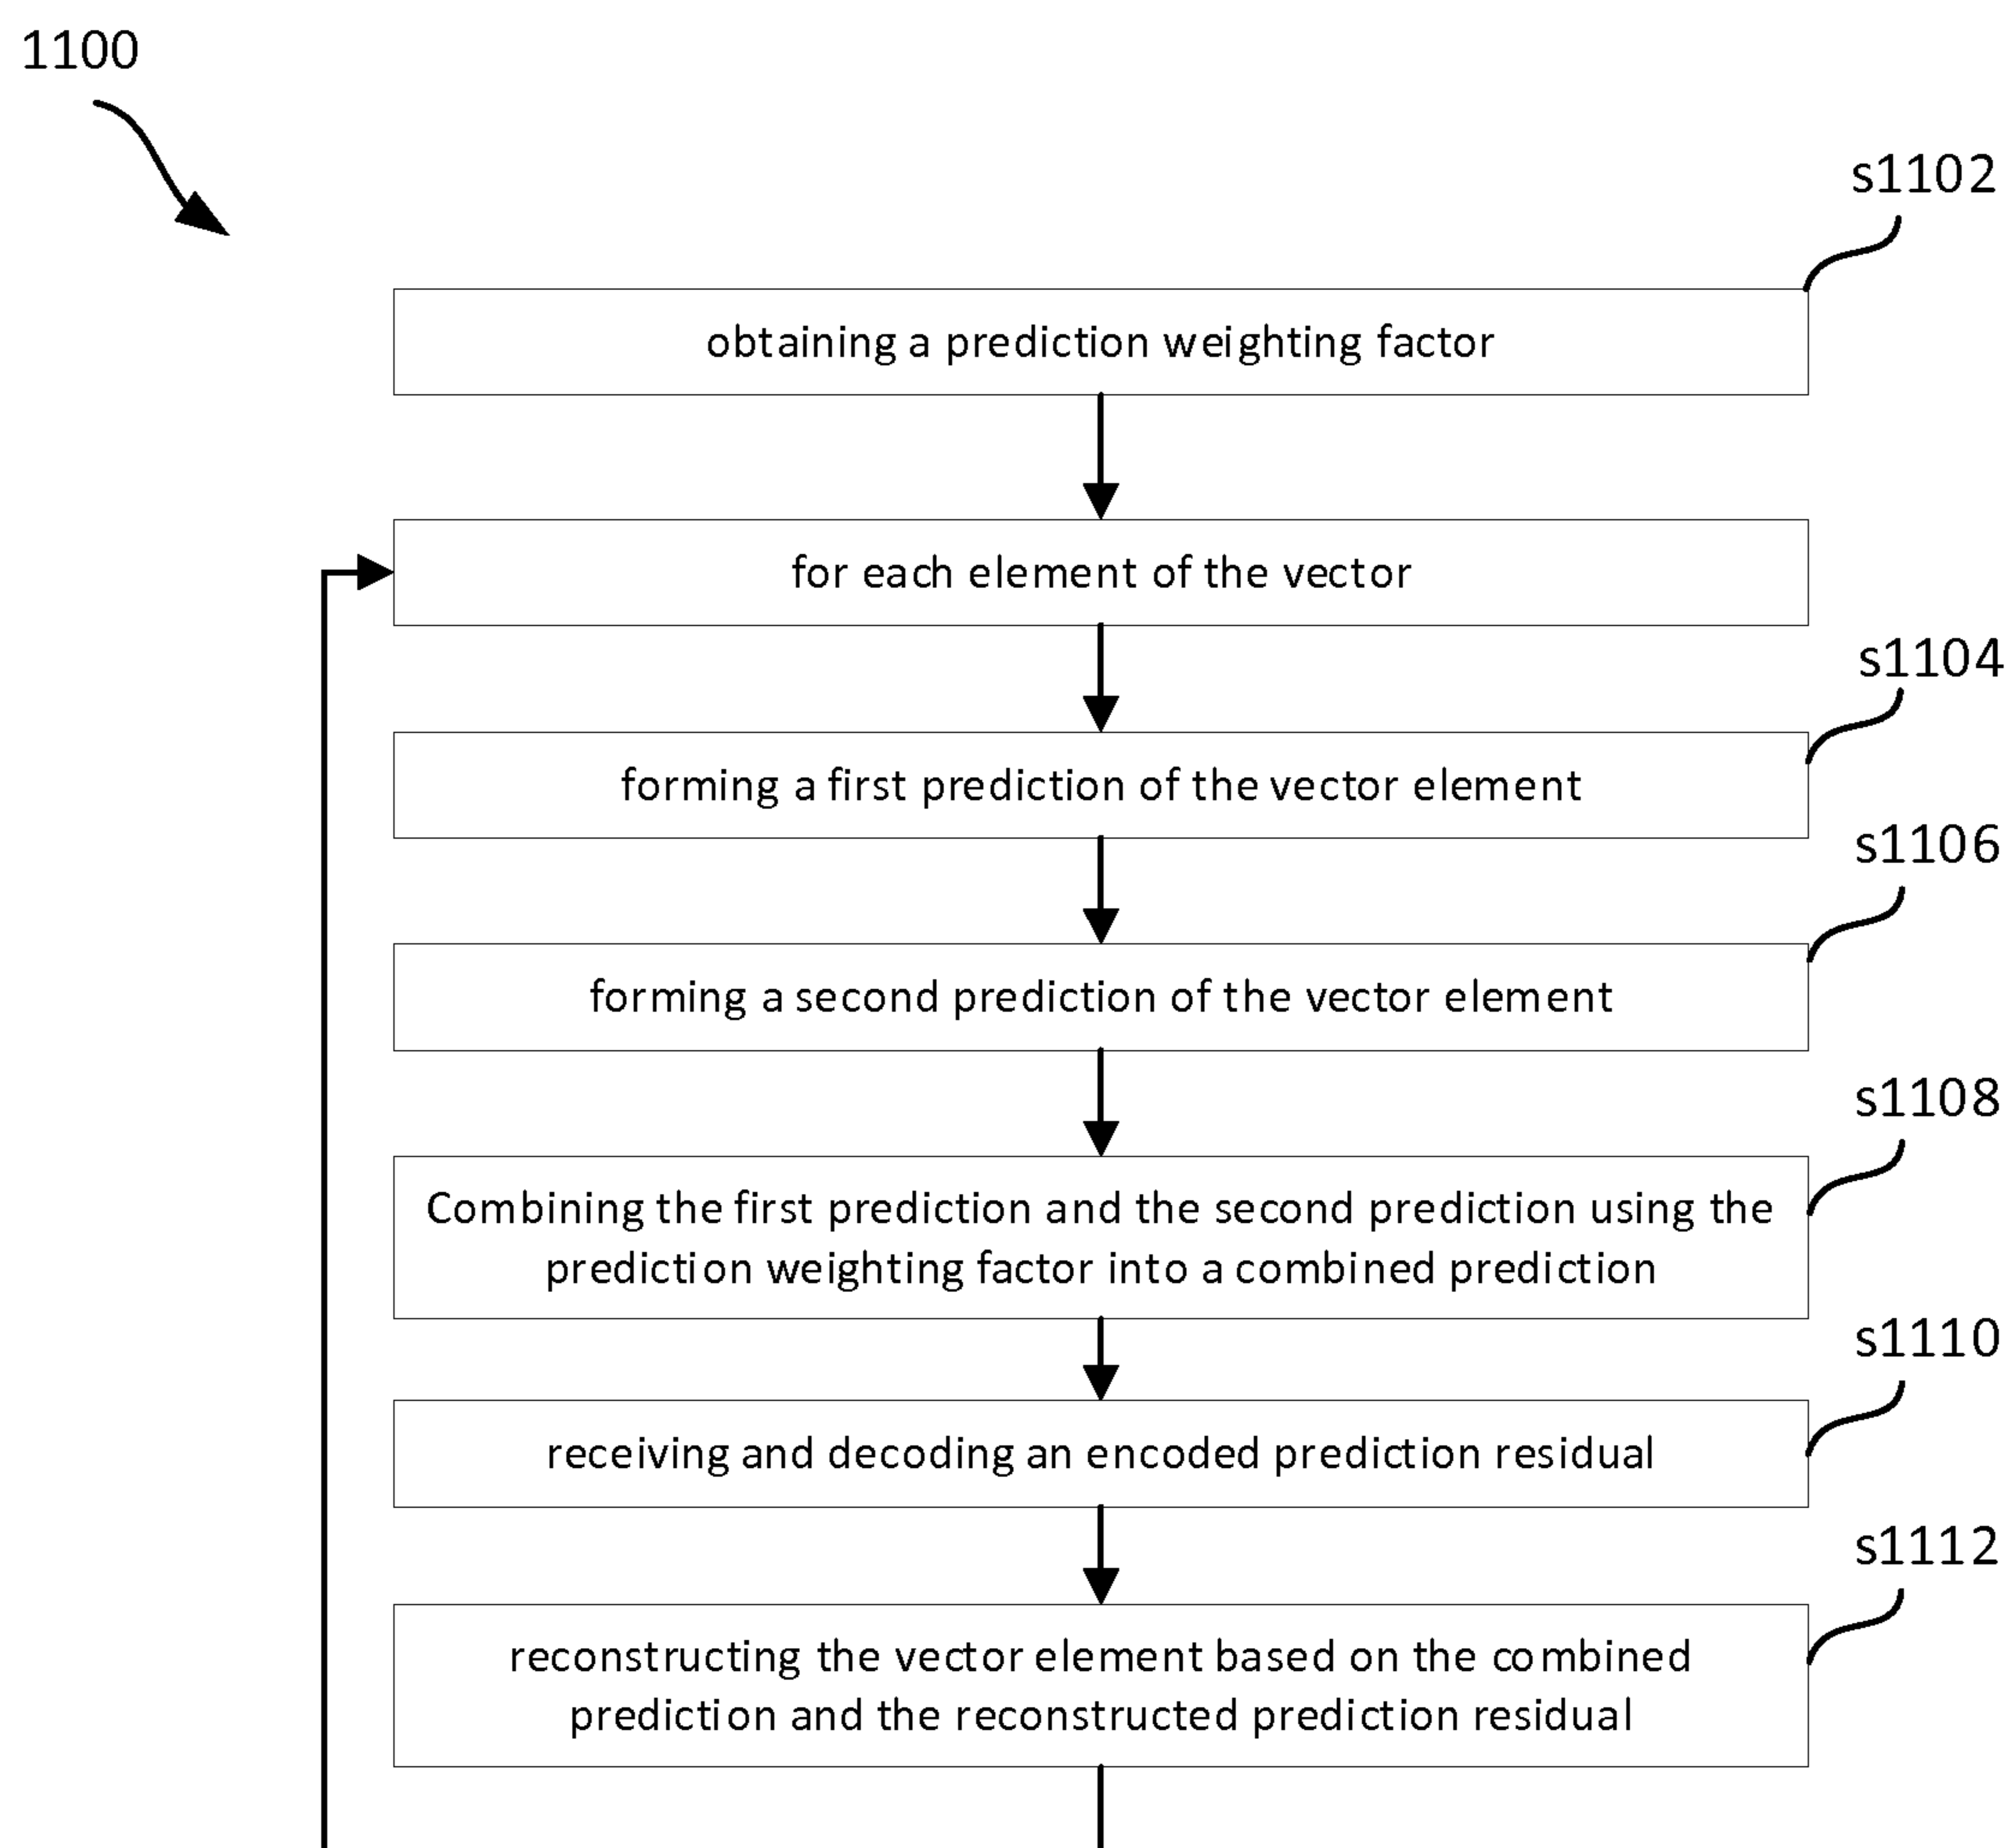 1100
s1102
obtaining a prediction weighting factor
for each element of the vector
s1104
forming a first prediction of the vector element
s1106
forming a second prediction of the vector element
s1108
Combining the first prediction and the second prediction using the
prediction weighting factor into a combined prediction
s1110
receiving and decoding an encoded prediction residual
s1112
reconstructing the vector element based on the combined
prediction and the reconstructed prediction residual